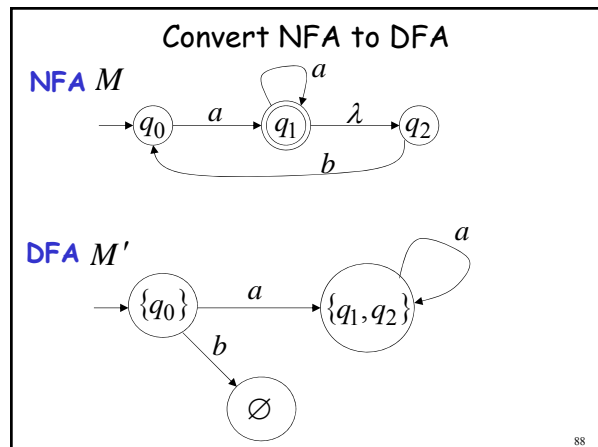 Convert NFA to DFA
NFA M
a
q0 a q1 λ q2
b
DFA M′
a
{q0} a {q1, q2}
b
∅
88